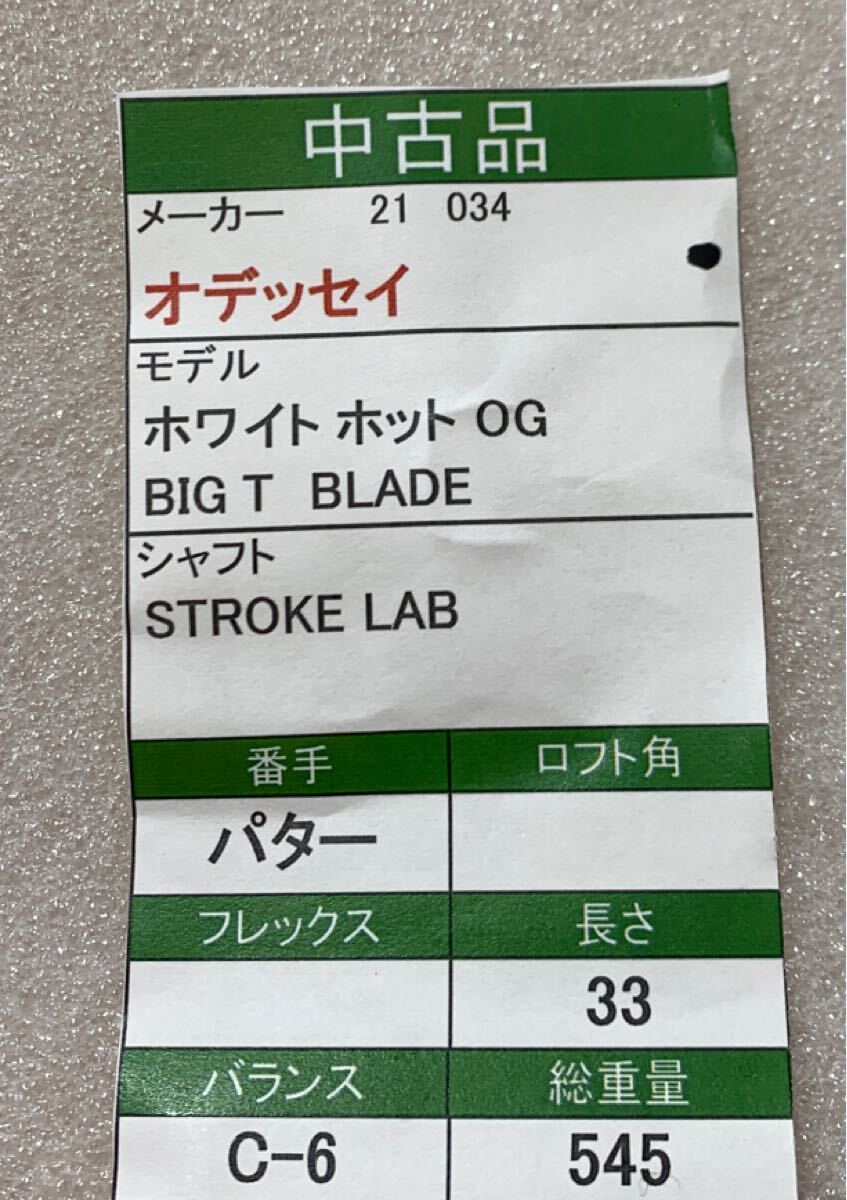 中古品
メーカー 21 034
オデッセイ
モデル
ホワイト ホット OG
BIG T BLADE
シャフト
STROKE LAB
番手 ロフト角
パター
フレックス 長さ
33
バランス 総重量
C-6 545